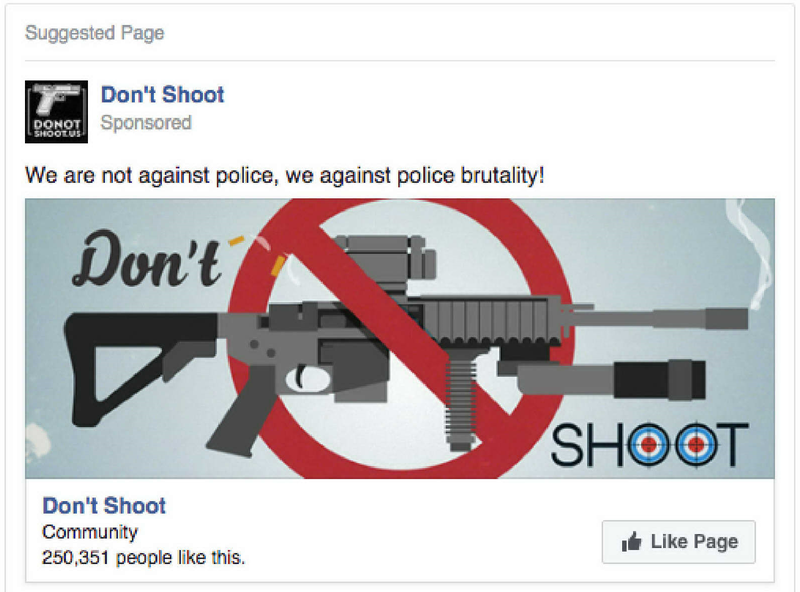 Suggested Page
DONOT
SHOOT.US
Don't Shoot
Sponsored
We are not against police, we against police brutality!
Don't
SHOOT
Don't Shoot
Community
250,351 people like this.
Like Page